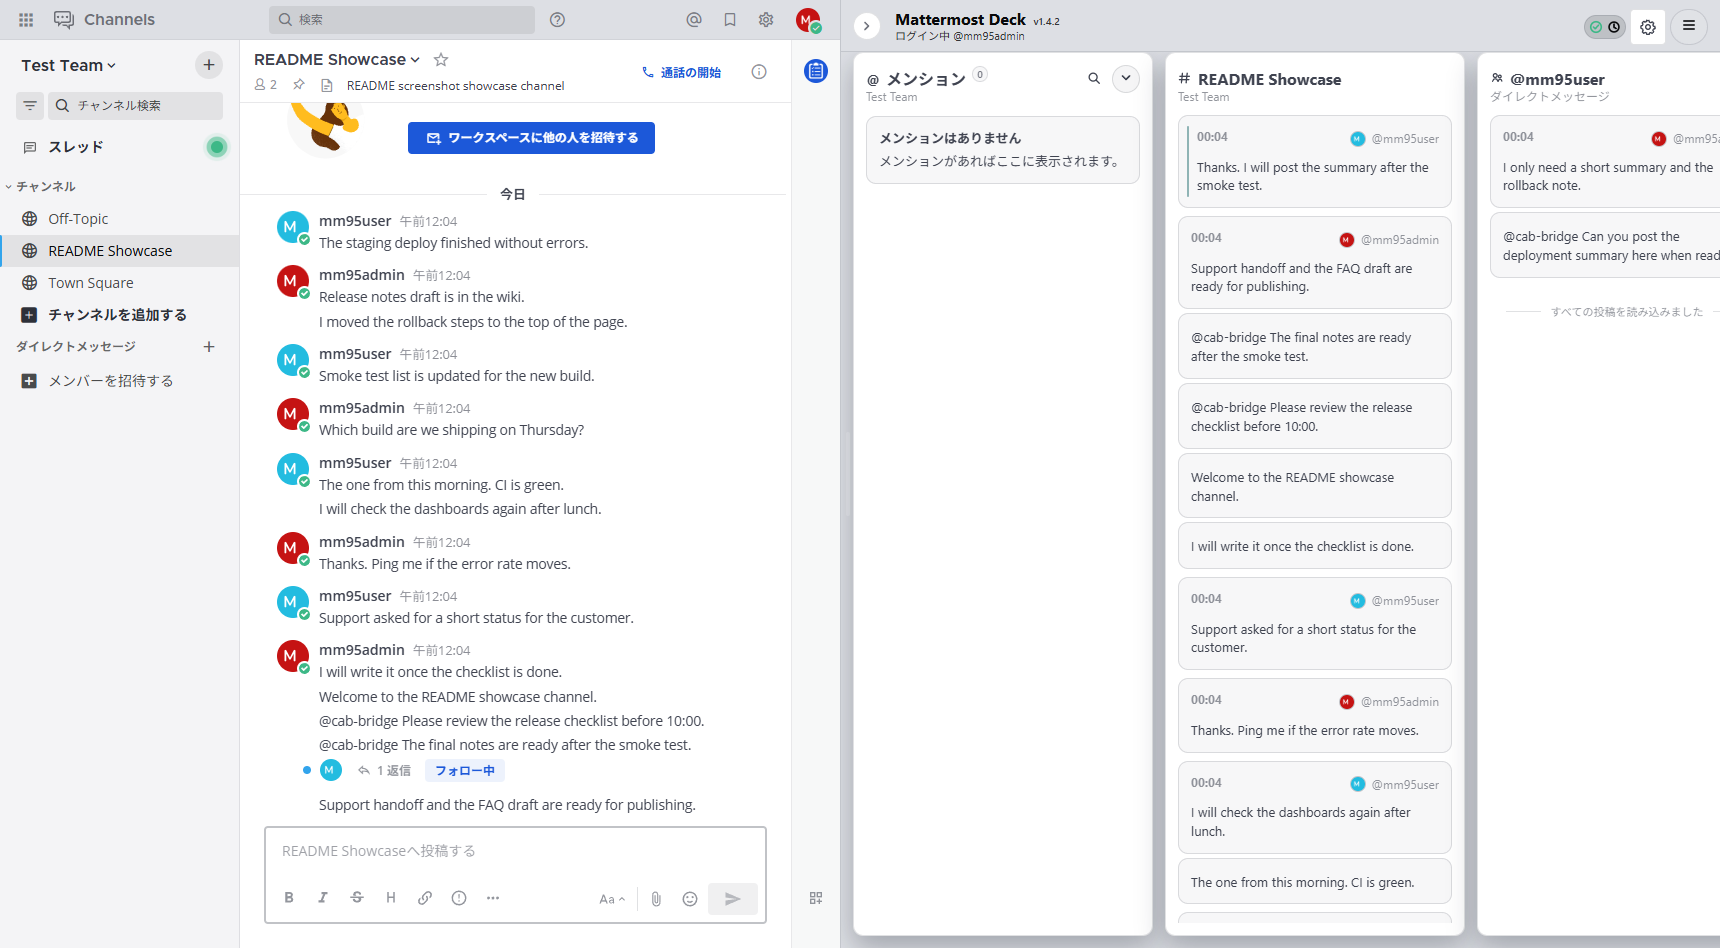 Channels
検索
M
Test Team
チャンネル検索
スレッド
チャンネル
Off-Topic
README Showcase
Town Square
チャンネルを追加する
ダイレクトメッセージ
メンバーを招待する
README Showcase
2
README screenshot showcase channel
通話の開始
ワークスペースに他の人を招待する
今日
M
mm95user 午前12:04
The staging deploy finished without errors.
M
mm95admin 午前12:04
Release notes draft is in the wiki.
I moved the rollback steps to the top of the page.
M
mm95user 午前12:04
Smoke test list is updated for the new build.
M
mm95admin 午前12:04
Which build are we shipping on Thursday?
M
mm95user 午前12:04
The one from this morning. CI is green.
I will check the dashboards again after lunch.
M
mm95admin 午前12:04
Thanks. Ping me if the error rate moves.
M
mm95user 午前12:04
Support asked for a short status for the customer.
M
mm95admin 午前12:04
I will write it once the checklist is done.
Welcome to the README showcase channel.
@cab-bridge Please review the release checklist before 10:00.
@cab-bridge The final notes are ready after the smoke test.
M 1 返信 フォロー中
Support handoff and the FAQ draft are ready for publishing.
README Showcaseへ投稿する
B I S H Aa
Mattermost Deck v1.4.2
ログイン中 @mm95admin
@ メンション 0
Test Team
メンションはありません
メンションがあればここに表示されます。
# README Showcase
Test Team
00:04 M @mm95user
Thanks. I will post the summary after the
smoke test.
00:04 M @mm95admin
Support handoff and the FAQ draft are
ready for publishing.
@cab-bridge The final notes are ready
after the smoke test.
@cab-bridge Please review the release
checklist before 10:00.
Welcome to the README showcase
channel.
I will write it once the checklist is done.
00:04 M @mm95user
Support asked for a short status for the
customer.
00:04 M @mm95admin
Thanks. Ping me if the error rate moves.
00:04 M @mm95user
I will check the dashboards again after
lunch.
The one from this morning. CI is green.
@mm95user
ダイレクトメッセージ
00:04 M @mm95a
I only need a short summary and the
rollback note.
@cab-bridge Can you post the
deployment summary here when read
すべての投稿を読み込みました